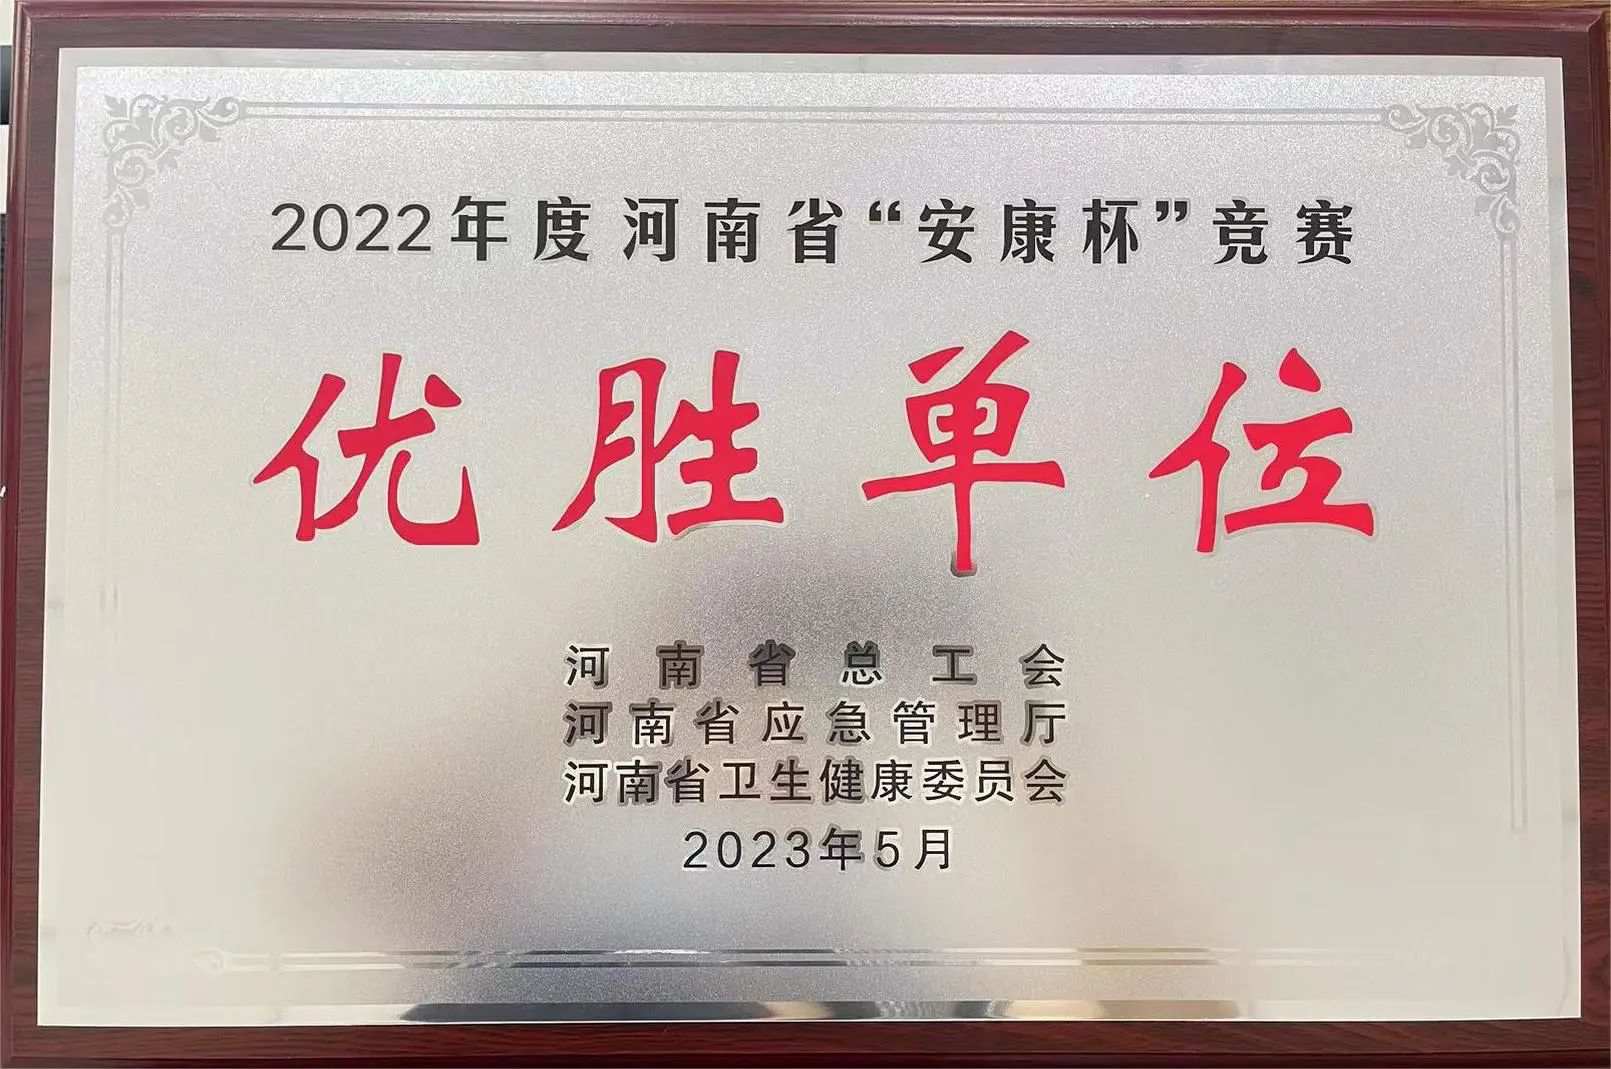 2022年度河南省“安康杯”竞赛
优胜单位
河南省总工会
河南省应急管理厅
河南省卫生健康委员会
2023年5月